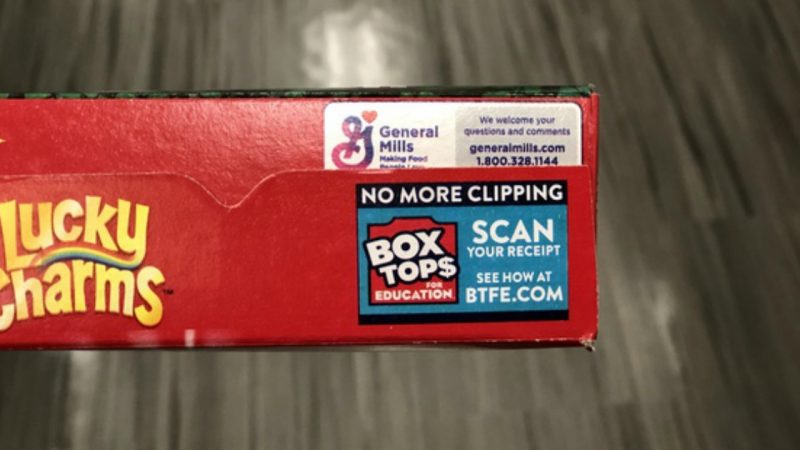 General
Mills
Making Food
We welcome your
questions and comments
generalmills.com
1.800.328.1144
Lucky
Charms™
NO MORE CLIPPING
BOX
TOPS
FOR
EDUCATION
SCAN
YOUR RECEIPT
SEE HOW AT
BTFE.COM